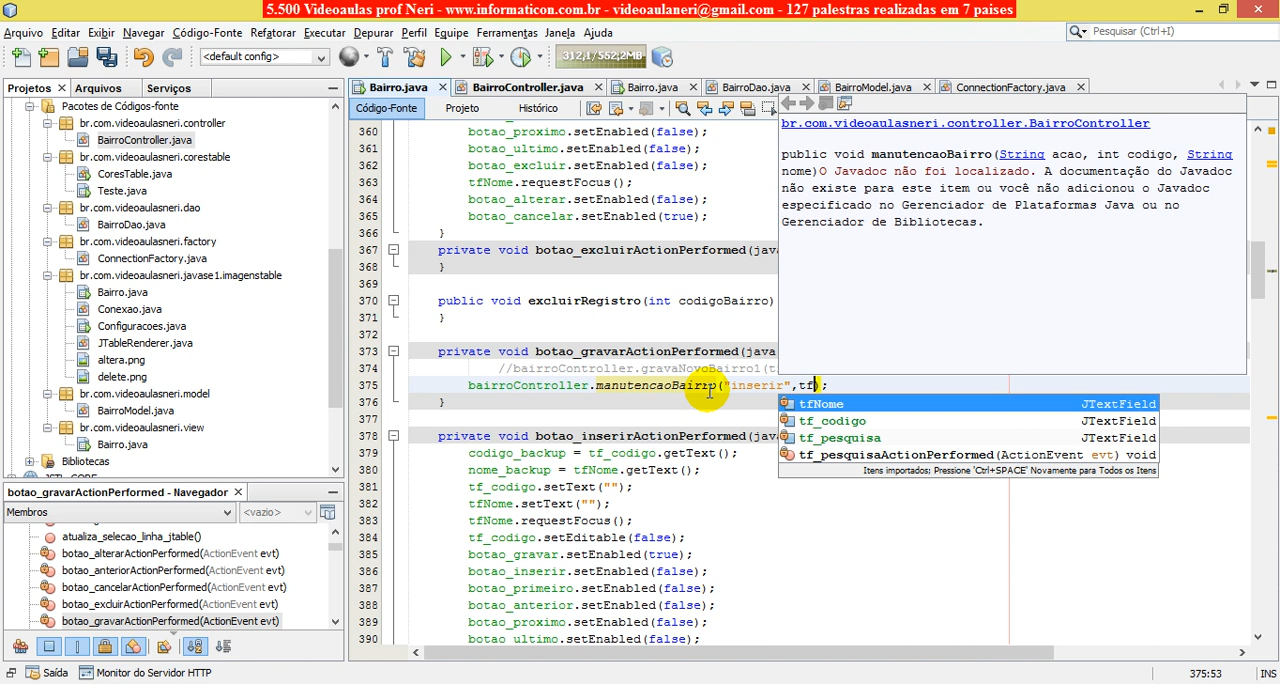 5.500 Videoaulas prof Neri - www.informaticon.com.br - videoaulaneri@gmail.com - 127 palestras realizadas em 7 paises
Arquivo Editar Exibir Navegar Código-Fonte Refatorar Executar Depurar Perfil Equipe Ferramentas Janela Ajuda
Pesquisar (Ctrl+I)
<default config>
312,1/552,2MB
Projetos Arquivos Serviços
Bairro.java BairroController.java Bairro.java BairroDao.java BairroModel.java ConnectionFactory.java
Código-Fonte Projeto Histórico
Pacotes de Códigos-fonte
br.com.videoaulasneri.controller
BairroController.java
br.com.videoaulasneri.corestable
CoresTable.java
Teste.java
br.com.videoaulasneri.dao
BairroDao.java
br.com.videoaulasneri.factory
ConnectionFactory.java
br.com.videoaulasneri.javase1.imagenstable
Bairro.java
Conexao.java
Configuracoes.java
JTableRenderer.java
altera.png
delete.png
br.com.videoaulasneri.model
BairroModel.java
br.com.videoaulasneri.view
Bairro.java
Bibliotecas
botao_gravarActionPerformed - Navegador
Membros
<vazio>
atualiza_selecao_linha_jtable()
botao_alterarActionPerformed(ActionEvent evt)
botao_anteriorActionPerformed(ActionEvent evt)
botao_cancelarActionPerformed(ActionEvent evt)
botao_excluirActionPerformed(ActionEvent evt)
botao_gravarActionPerformed(ActionEvent evt)
360 botao_proximo.setEnabled(false);
361 botao_ultimo.setEnabled(false);
362 botao_excluir.setEnabled(false);
363 tfNome.requestFocus();
364 botao_alterar.setEnabled(false);
365 botao_cancelar.setEnabled(true);
366 }
367 private void botao_excluirActionPerformed(java
368 }
369
370 public void excluirRegistro(int codigoBairro)
371 }
372
373 private void botao_gravarActionPerformed(java
374 //bairroController.gravaNovoBairro1(t
375 bairroController.manutencaoBairro("inserir",tf);
376 }
377
378 private void botao_inserirActionPerformed(jav
379 codigo_backup = tf_codigo.getText();
380 nome_backup = tfNome.getText();
381 tf_codigo.setText("");
382 tfNome.setText("");
383 tfNome.requestFocus();
384 tf_codigo.setEditable(false);
385 botao_gravar.setEnabled(true);
386 botao_inserir.setEnabled(false);
387 botao_primeiro.setEnabled(false);
388 botao_anterior.setEnabled(false);
389 botao_proximo.setEnabled(false);
390 botao_ultimo.setEnabled(false);
br.com.videoaulasneri.controller.BairroController
public void manutencaoBairro(String acao, int codigo, String
nome)O Javadoc não foi localizado. A documentação do Javadoc
não existe para este item ou você não adicionou o Javadoc
especificado no Gerenciador de Plataformas Java ou no
Gerenciador de Bibliotecas.
tfNome JTextField
tf_codigo JTextField
tf_pesquisa JTextField
tf_pesquisaActionPerformed(ActionEvent evt) void
Itens importados; Pressione 'Ctrl+SPACE' Novamente para Todos os Itens
Saída Monitor do Servidor HTTP
375:53 INS